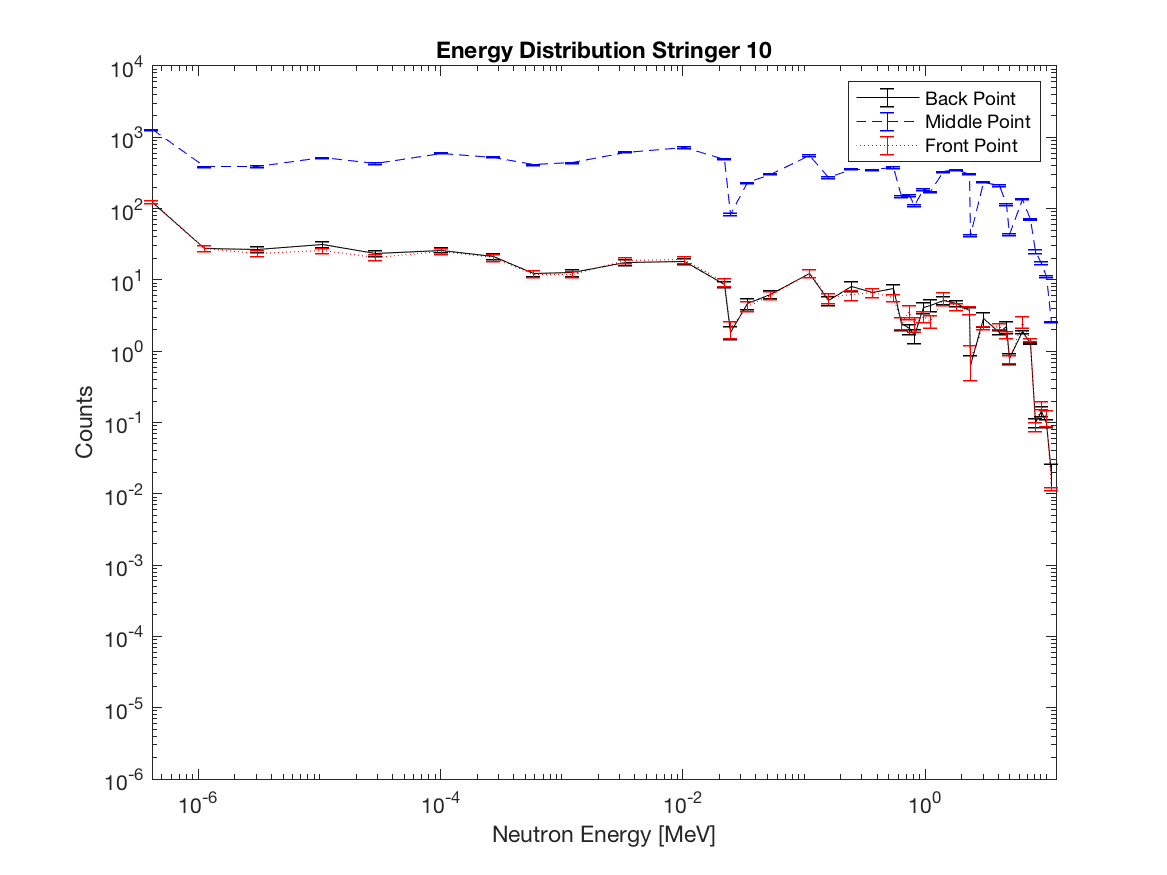 Energy Distribution Stringer 10
10^4
10^3
10^2
10^1
10^0
10^-1
10^-2
10^-3
10^-4
10^-5
10^-6
Counts
Back Point
Middle Point
Front Point
10^-6
10^-4
10^-2
10^0
Neutron Energy [MeV]